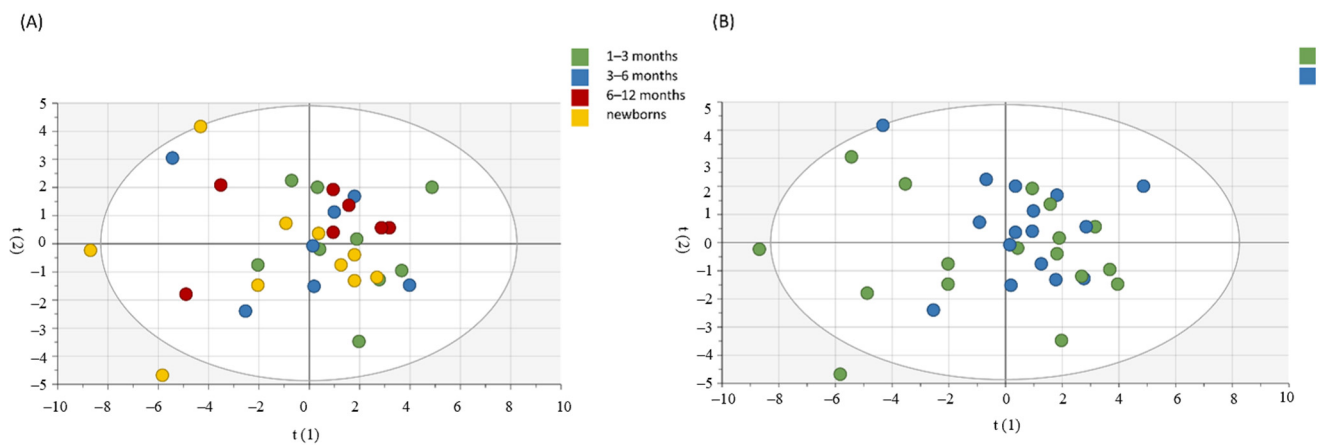 (A)
(B)
1–3 months
3–6 months
6–12 months
newborns
5
4
3
2
1
0
–1
–2
–3
–4
–5
t (2)
–10 –8 –6 –4 –2 0 2 4 6 8 10
t (1)
5
4
3
2
1
0
–1
–2
–3
–4
–5
t (2)
–10 –8 –6 –4 –2 0 2 4 6 8 10
t (1)